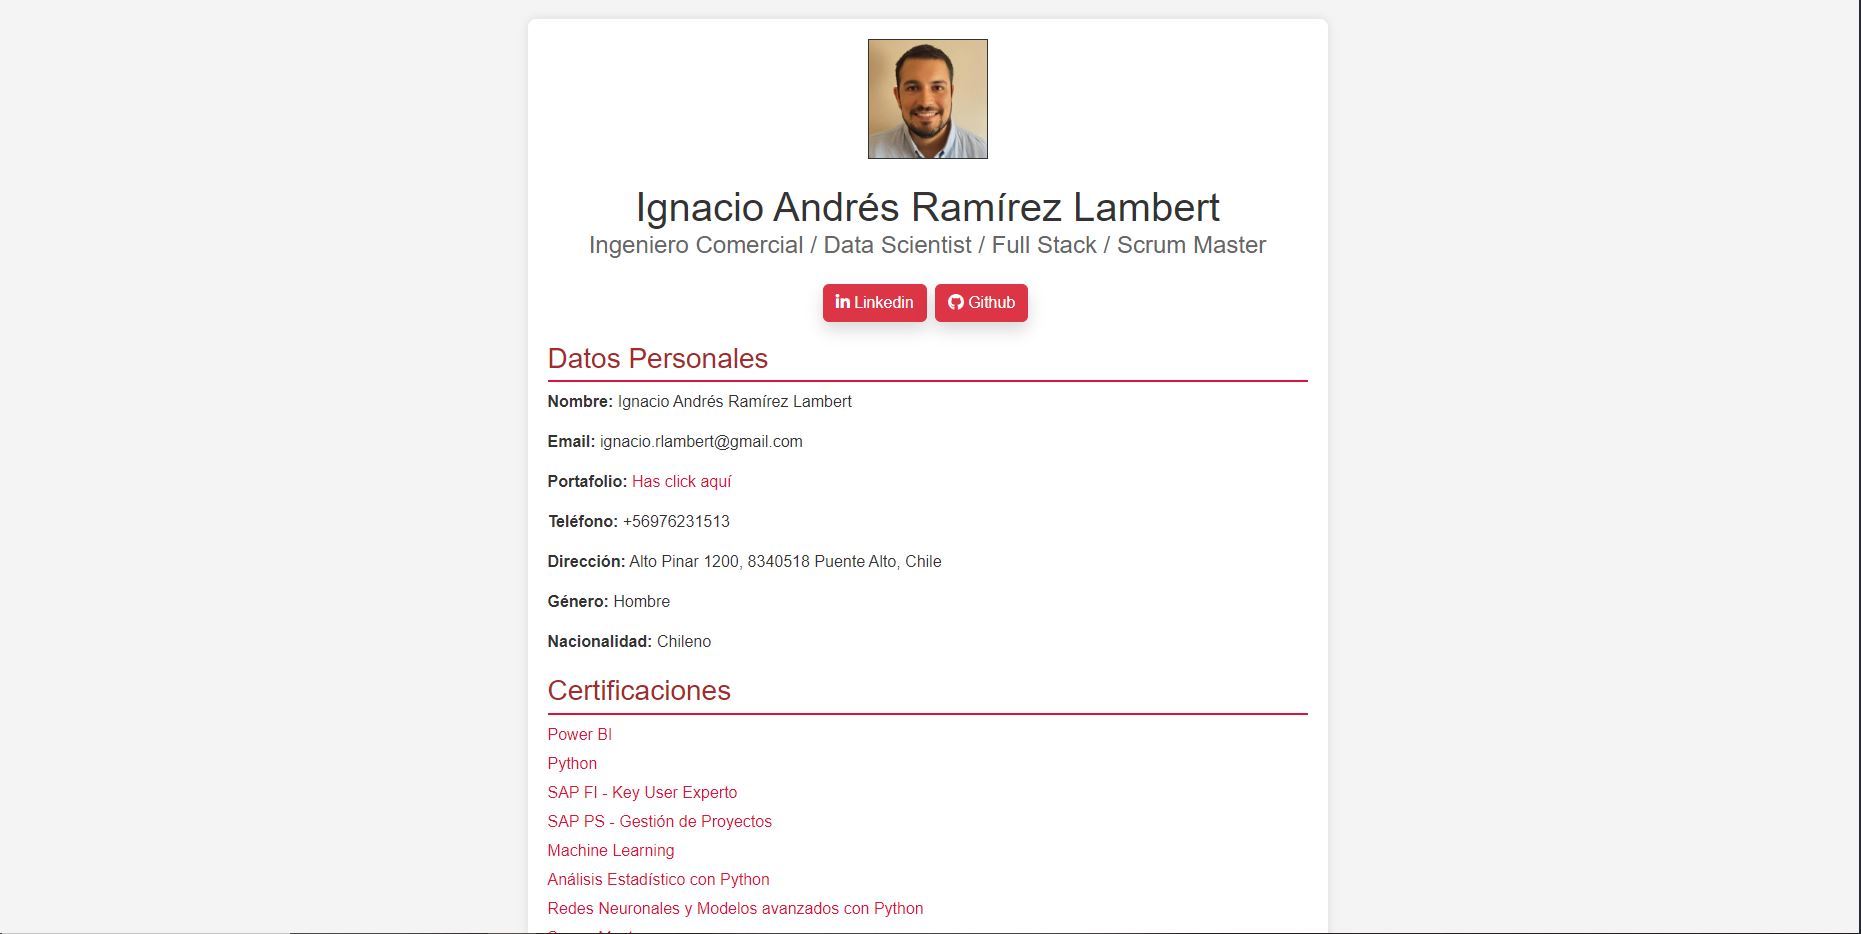 Ignacio Andrés Ramírez Lambert
Ingeniero Comercial / Data Scientist / Full Stack / Scrum Master
in Linkedin Github
Datos Personales
Nombre: Ignacio Andrés Ramírez Lambert
Email: ignacio.rlambert@gmail.com
Portafolio: Has click aquí
Teléfono: +56976231513
Dirección: Alto Pinar 1200, 8340518 Puente Alto, Chile
Género: Hombre
Nacionalidad: Chileno
Certificaciones
Power BI
Python
SAP FI - Key User Experto
SAP PS - Gestión de Proyectos
Machine Learning
Análisis Estadístico con Python
Redes Neuronales y Modelos avanzados con Python